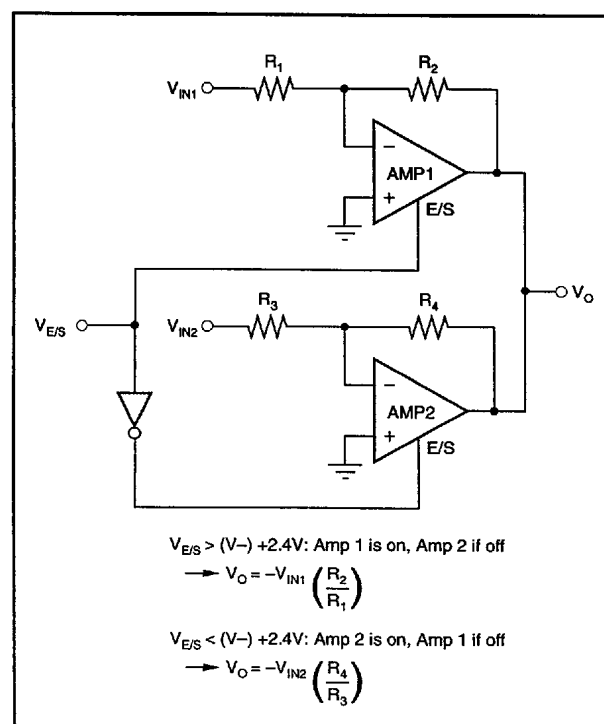 R1
R2
VIN1
−
AMP1
+
E/S
R3
R4
VO
VE/S
VIN2
−
AMP2
+
E/S
VE/S > (V−) +2.4V: Amp 1 is on, Amp 2 if off
→ VO = −VIN1 (R2/R1)
VE/S < (V−) +2.4V: Amp 2 is on, Amp 1 if off
→ VO = −VIN2 (R4/R3)